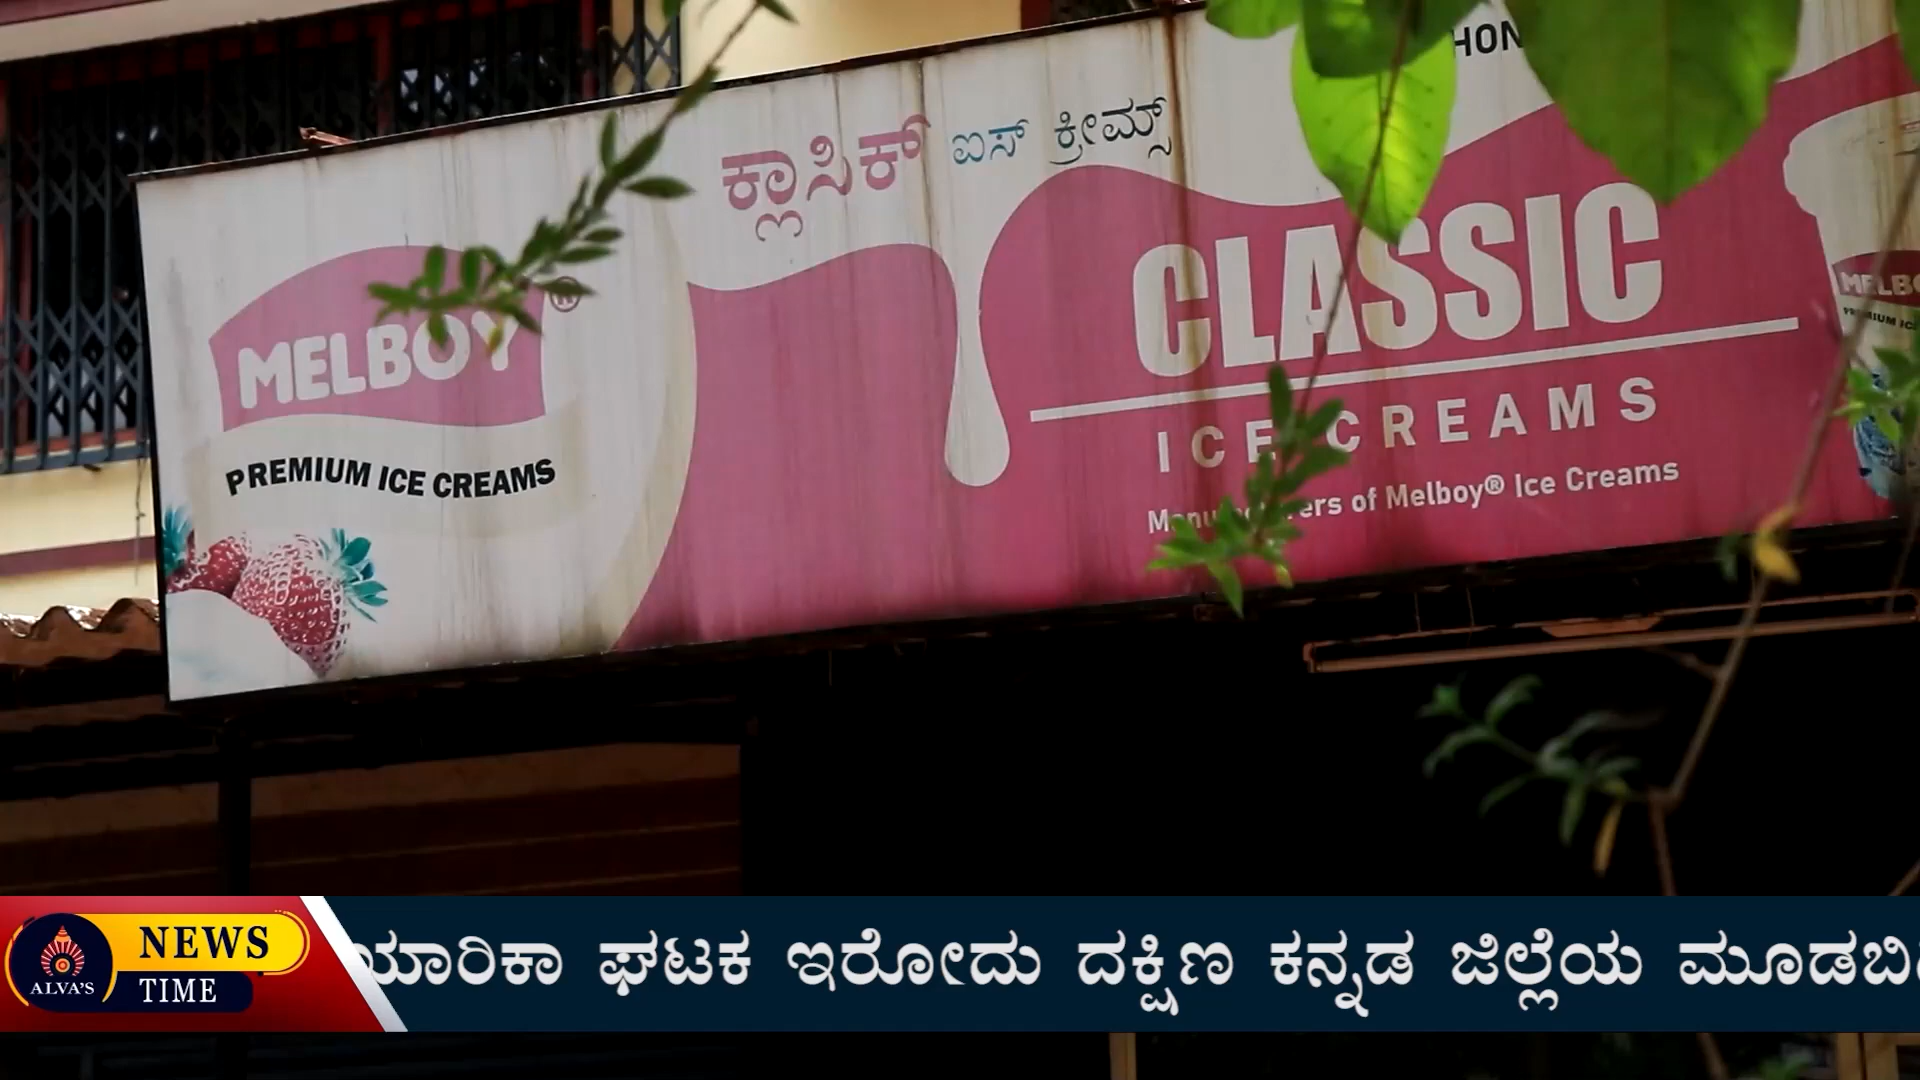 ಕ್ಲಾಸಿಕ್ ಐಸ್ ಕ್ರೀಮ್ಸ್
MELBOY®
PREMIUM ICE CREAMS
CLASSIC
ICE CREAMS
of Melboy® Ice Creams
ALVA'S
NEWS
TIME
ಘಟಕ ಇರೋದು ದಕ್ಷಿಣ ಕನ್ನಡ ಜಿಲ್ಲೆಯ